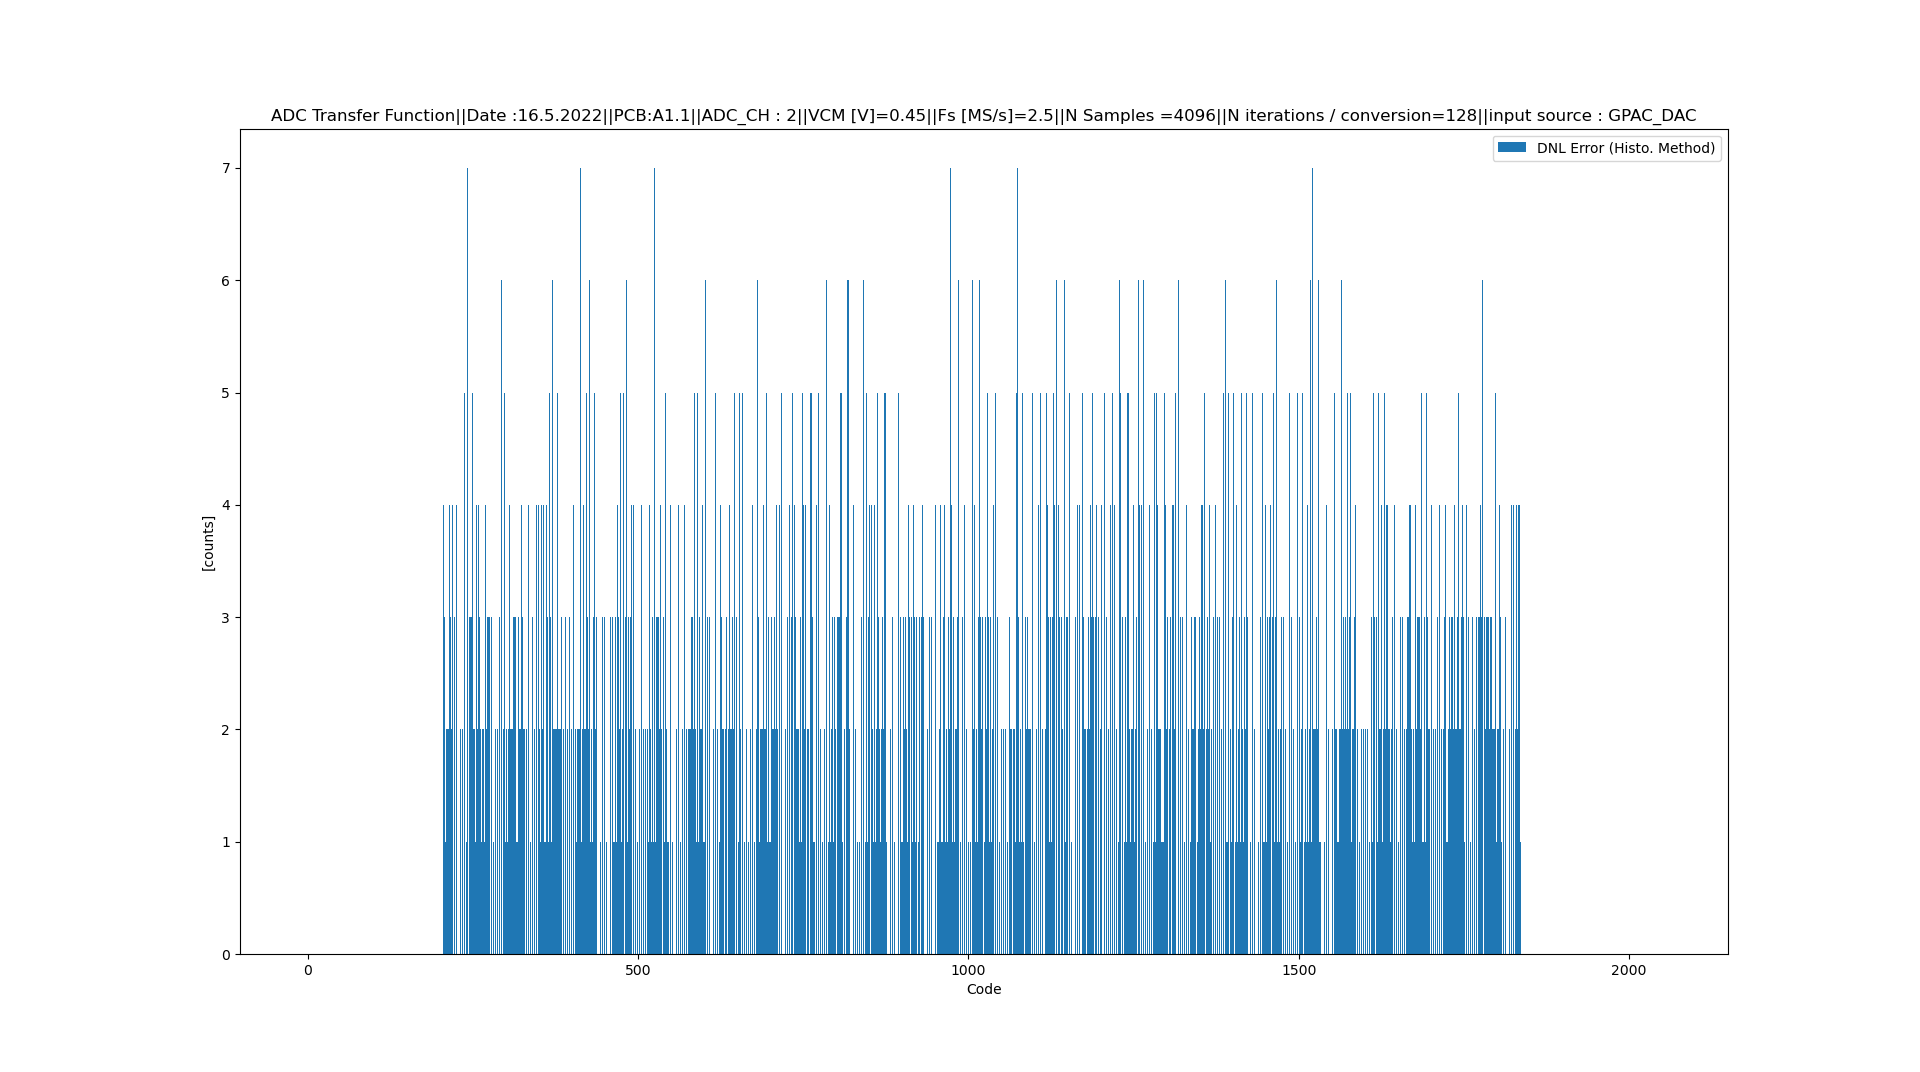 ADC Transfer Function||Date :16.5.2022||PCB:A1.1||ADC_CH : 2||VCM [V]=0.45||Fs [MS/s]=2.5||N Samples =4096||N iterations / conversion=128||input source : GPAC_DAC
DNL Error (Histo. Method)
7
6
5
4
3
2
1
0
[counts]
0 500 1000 1500 2000
Code